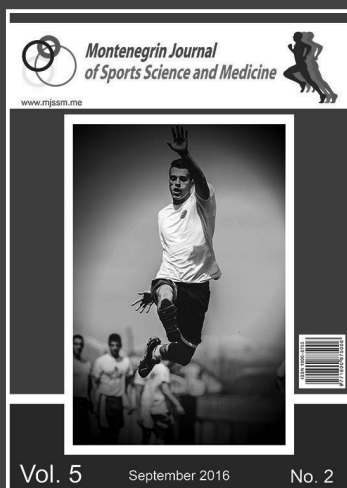 Montenegrin Journal
of Sports Science and Medicine
www.mjssm.me
Vol. 5
September 2016
No. 2